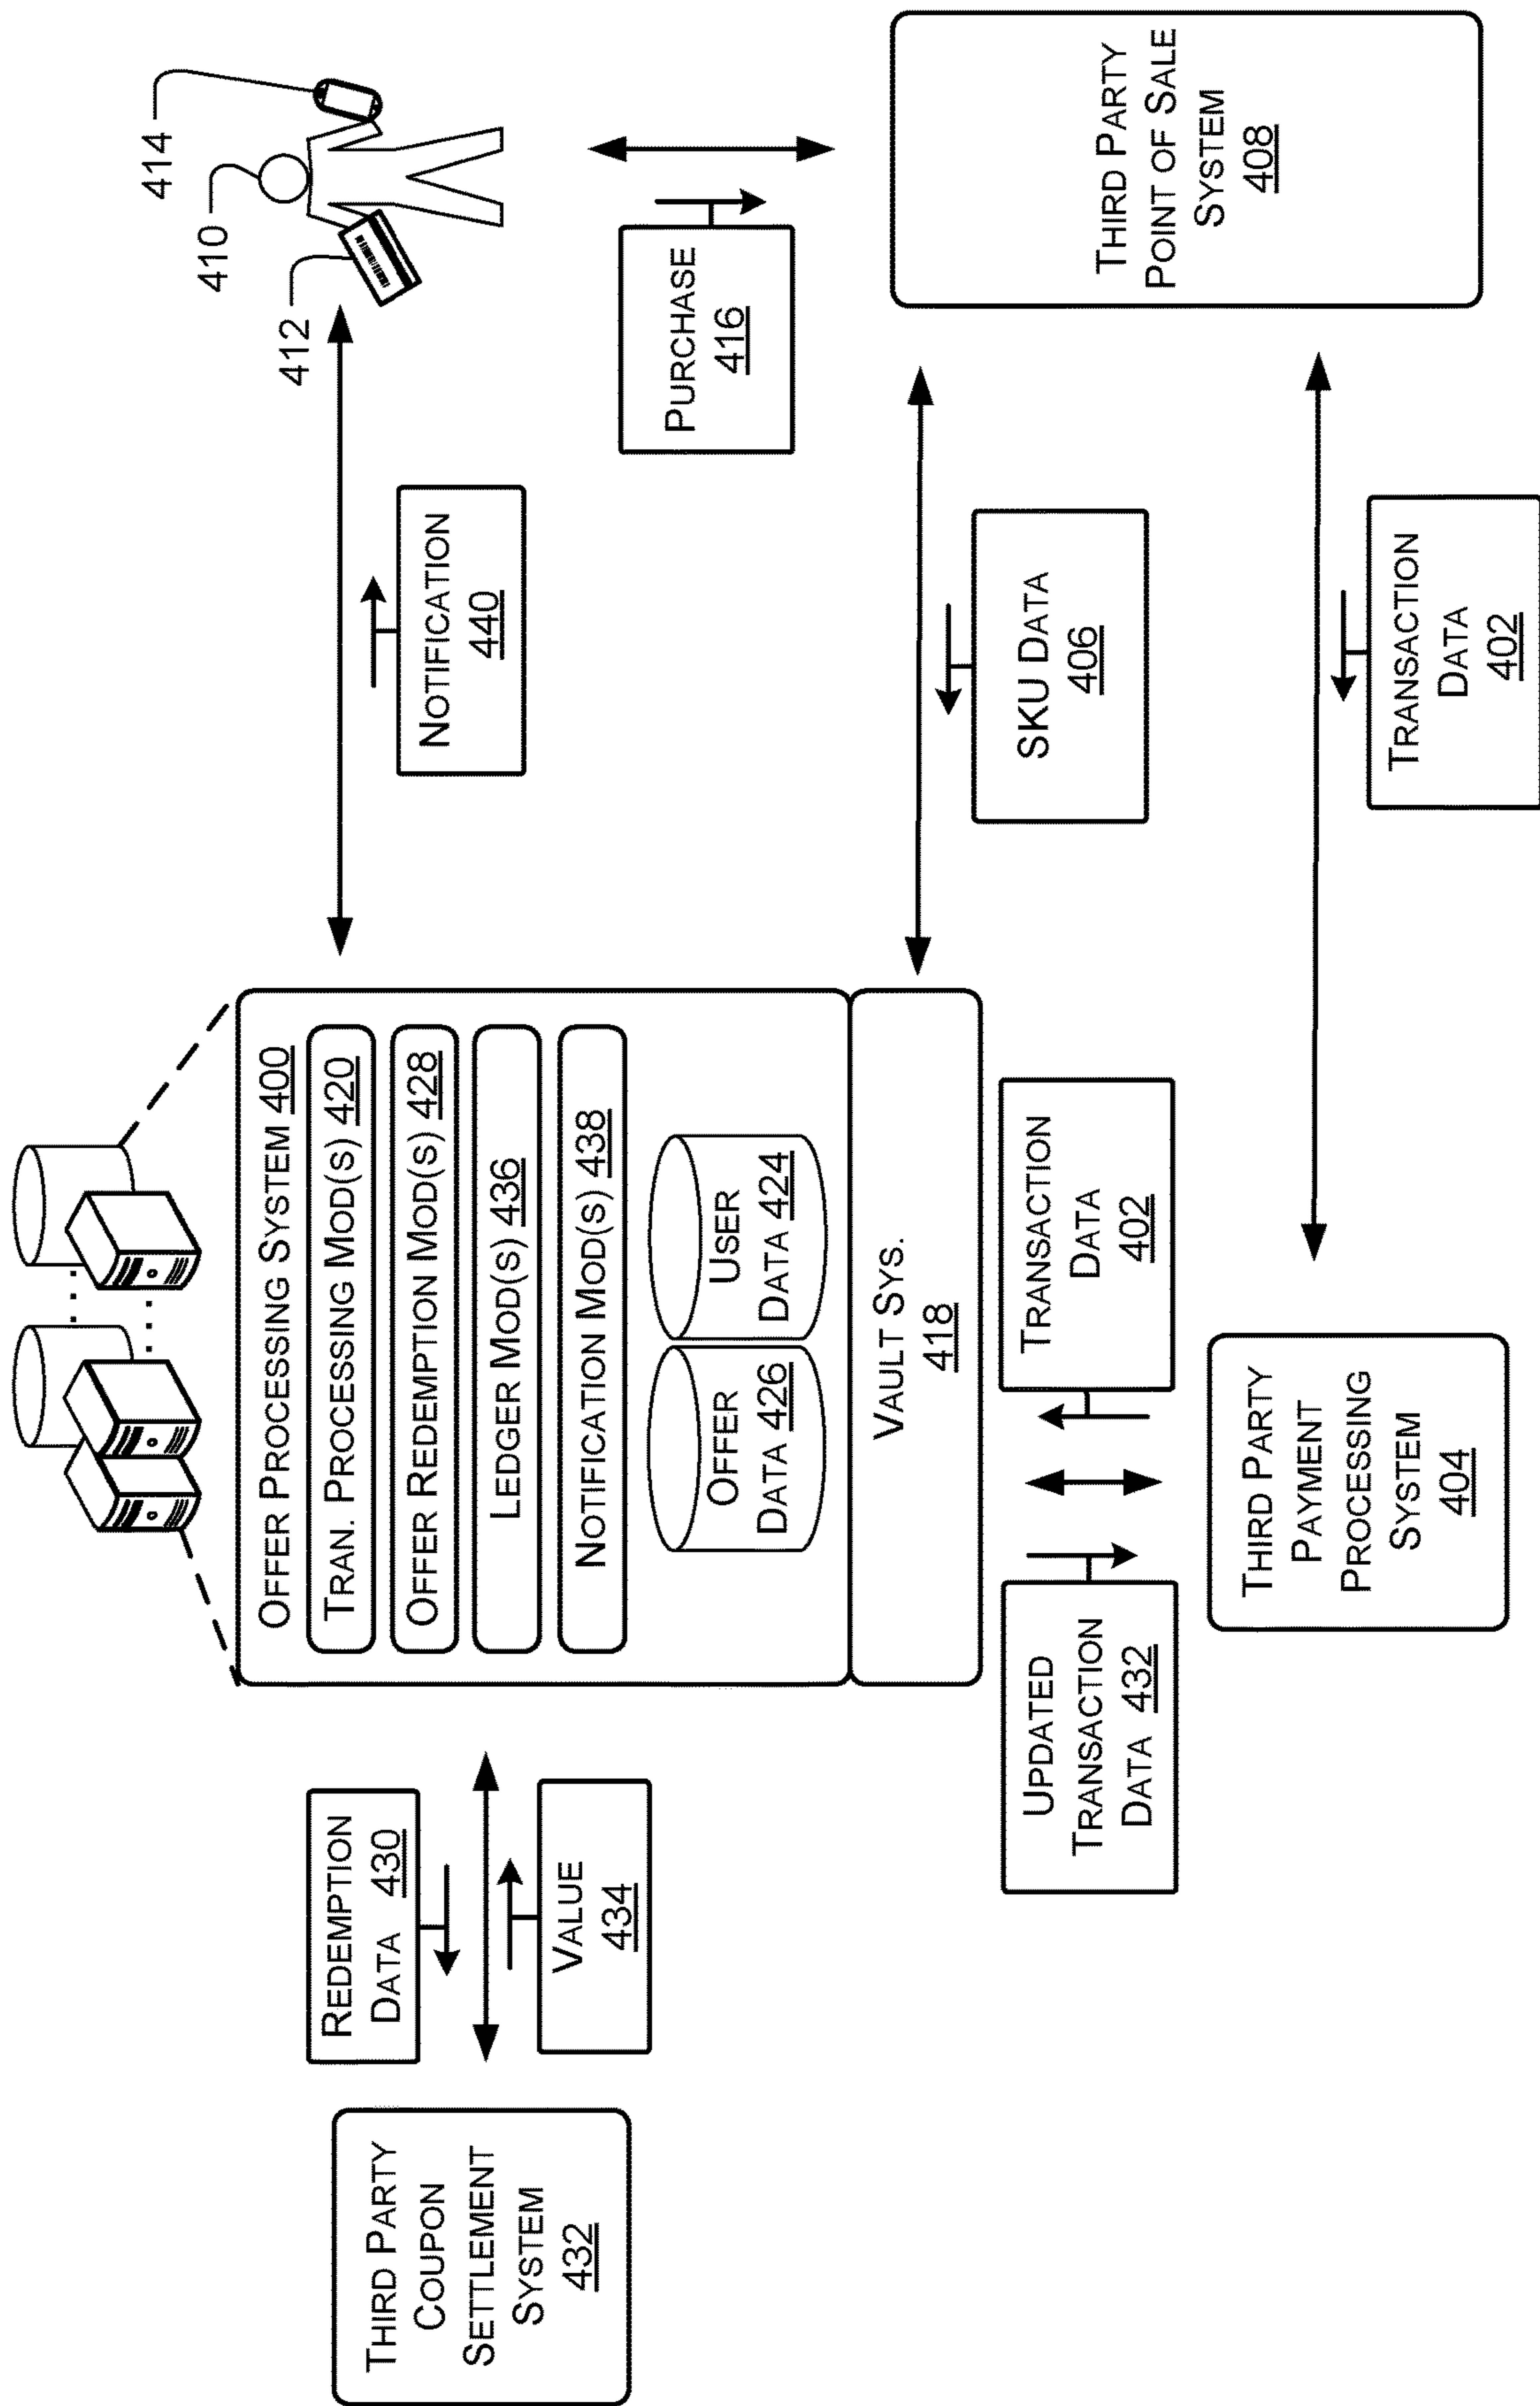 OFFER PROCESSING SYSTEM 400
TRAN. PROCESSING MOD(S) 420
OFFER REDEMPTION MOD(S) 428
LEDGER MOD(S) 436
NOTIFICATION MOD(S) 438
OFFER
DATA 426
USER
DATA 424
VAULT SYS.
418
414
410
412
NOTIFICATION
440
PURCHASE
416
REDEMPTION
DATA 430
VALUE
434
THIRD PARTY
COUPON
SETTLEMENT
SYSTEM
432
SKU DATA
406
THIRD PARTY
POINT OF SALE
SYSTEM
408
UPDATED
TRANSACTION
DATA 432
TRANSACTION
DATA
402
THIRD PARTY
PAYMENT
PROCESSING
SYSTEM
404
TRANSACTION
DATA
402